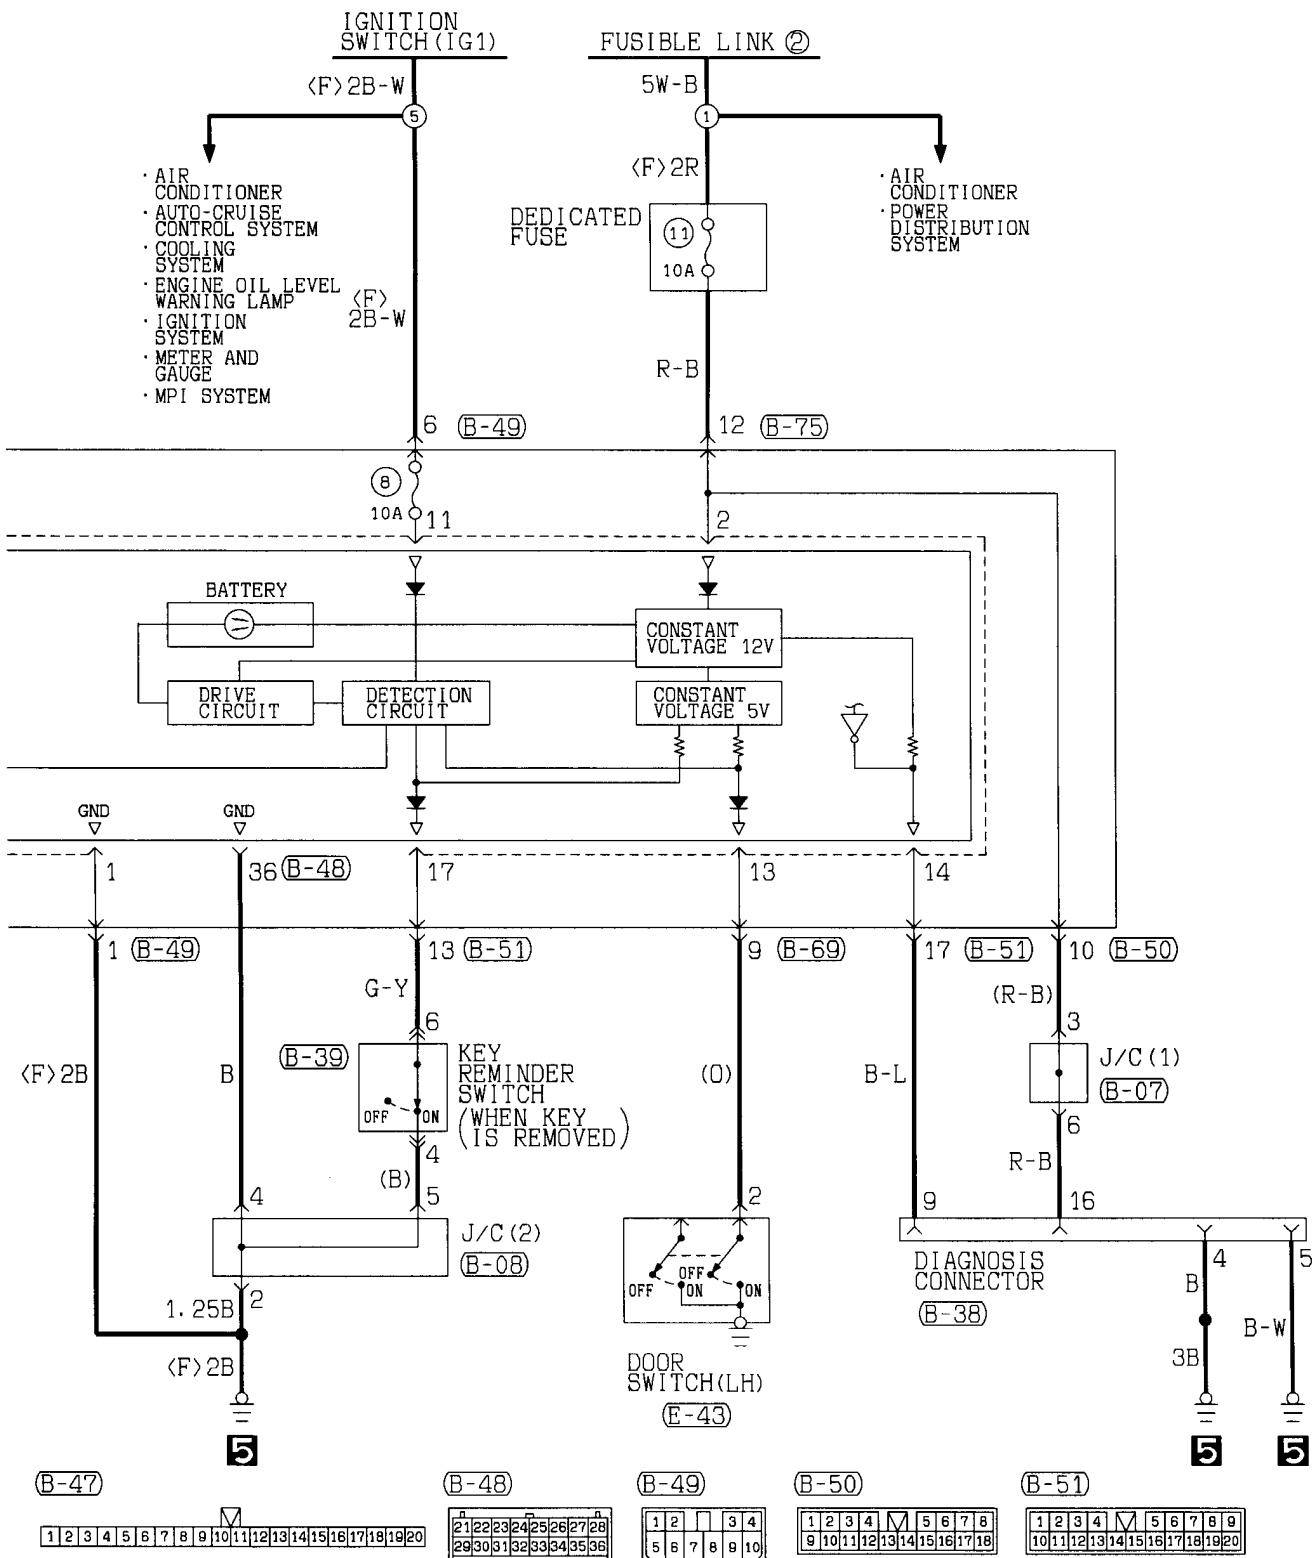 IGNITION
SWITCH(IG1)
FUSIBLE LINK ②
<F>2B-W
5W-B
5
1
<F>2R
· AIR
CONDITIONER
· AUTO-CRUISE
CONTROL SYSTEM
· COOLING
SYSTEM
· ENGINE OIL LEVEL
WARNING LAMP
· IGNITION
SYSTEM
· METER AND
GAUGE
· MPI SYSTEM
<F>
2B-W
DEDICATED
FUSE
11
10A
· AIR
CONDITIONER
· POWER
DISTRIBUTION
SYSTEM
R-B
6 B-49
12 B-75
8
10A
11
2
BATTERY
CONSTANT
VOLTAGE 12V
DRIVE
CIRCUIT
DETECTION
CIRCUIT
CONSTANT
VOLTAGE 5V
GND
GND
1
36 B-48
17
13
14
1 B-49
13 B-51
9 B-69
17 B-51
10 B-50
G-Y
(R-B)
6
3
B-39
KEY
REMINDER
SWITCH
(WHEN KEY
IS REMOVED)
OFF
ON
J/C(1)
B-07
<F>2B
B
(O)
B-L
4
6
(B)
R-B
4
5
2
9
16
J/C(2)
B-08
OFF
OFF
ON
ON
DIAGNOSIS
CONNECTOR
B-38
4
5
2
1.25B
B
B-W
<F>2B
3B
DOOR
SWITCH(LH)
E-43
5
5
5
B-47
B-48
B-49
B-50
B-51
1 2 3 4 5 6 7 8 9 10 11 12 13 14 15 16 17 18 19 20
21 22 23 24 25 26 27 28
29 30 31 32 33 34 35 36
1 2 3 4
5 6 7 8 9 10
1 2 3 4 5 6 7 8
9 10 11 12 13 14 15 16 17 18
1 2 3 4 5 6 7 8 9
10 11 12 13 14 15 16 17 18 19 20